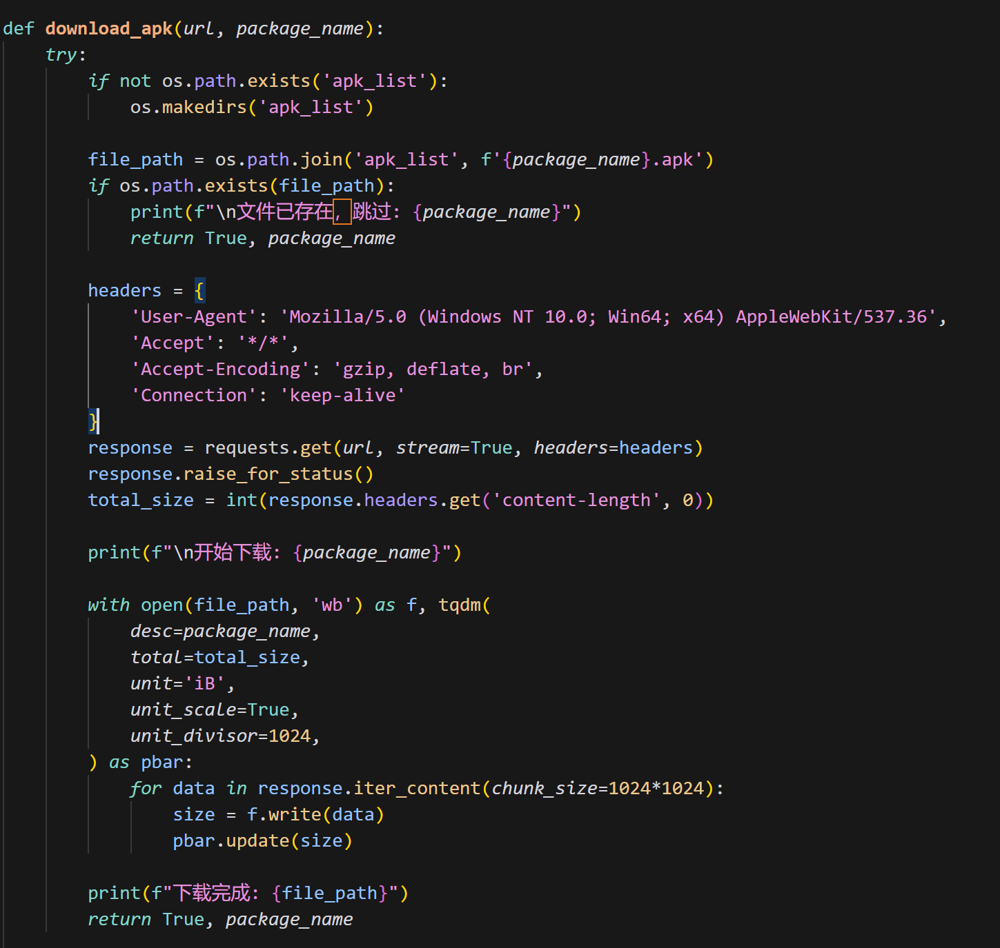 def download_apk(url, package_name):
    try:
        if not os.path.exists('apk_list'):
            os.makedirs('apk_list')
        file_path = os.path.join('apk_list', f'{package_name}.apk')
        if os.path.exists(file_path):
            print(f"\n文件已存在，跳过: {package_name}")
            return True, package_name
        headers = {
            'User-Agent': 'Mozilla/5.0 (Windows NT 10.0; Win64; x64) AppleWebKit/537.36',
            'Accept': '*/*',
            'Accept-Encoding': 'gzip, deflate, br',
            'Connection': 'keep-alive'
        }
        response = requests.get(url, stream=True, headers=headers)
        response.raise_for_status()
        total_size = int(response.headers.get('content-length', 0))
        print(f"\n开始下载: {package_name}")
        with open(file_path, 'wb') as f, tqdm(
            desc=package_name,
            total=total_size,
            unit='iB',
            unit_scale=True,
            unit_divisor=1024,
        ) as pbar:
            for data in response.iter_content(chunk_size=1024*1024):
                size = f.write(data)
                pbar.update(size)
        print(f"下载完成: {file_path}")
        return True, package_name